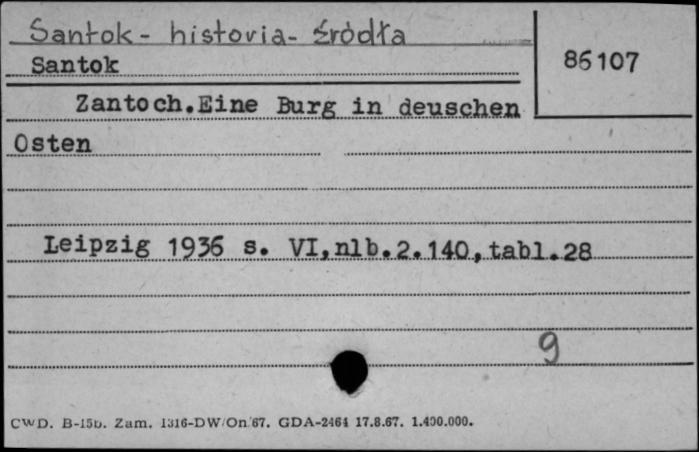 Santok - historia - źródła
86107
Santok
Zantoch.Eine Burg in deuschen
Osten
Leipzig 1936 s. VI,nlb.2.140,tabl.28
9
CWD. B-15b. Zam. 1316-DW/On/67. GDA-2464 17.8.67. 1.400.000.